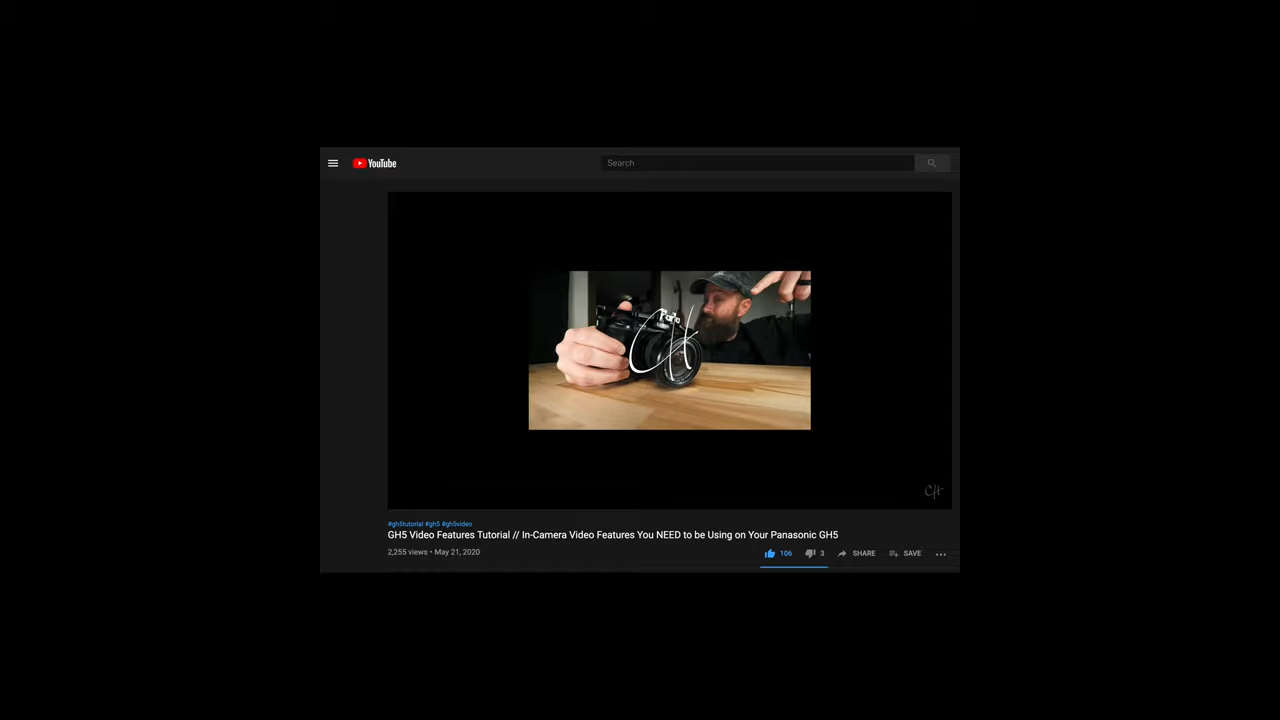 YouTube
Search
CH
#gh5tutorial #gh5 #gh5video
GH5 Video Features Tutorial // In-Camera Video Features You NEED to be Using on Your Panasonic GH5
2,255 views • May 21, 2020
106 3 SHARE SAVE